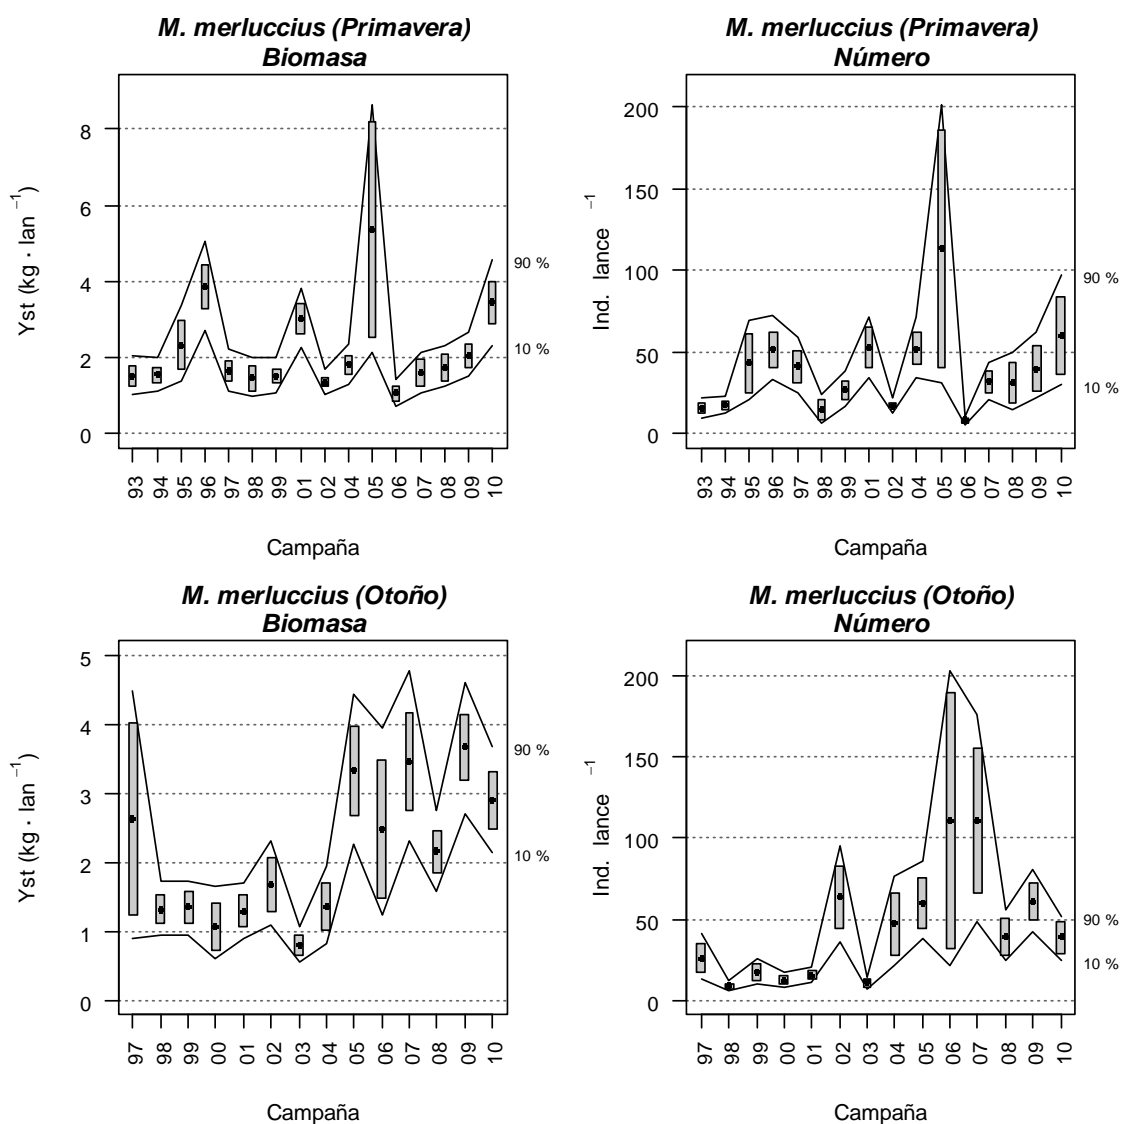 M. merluccius (Primavera)
Biomasa
Yst (kg · lan −1)
8
6
4
2
0
90 %
10 %
93 94 95 96 97 98 99 01 02 04 05 06 07 08 09 10
Campaña
M. merluccius (Primavera)
Número
Ind. lance −1
200
150
100
50
0
90 %
10 %
93 94 95 96 97 98 99 01 02 04 05 06 07 08 09 10
Campaña
M. merluccius (Otoño)
Biomasa
Yst (kg · lan −1)
5
4
3
2
1
0
90 %
10 %
97 98 99 00 01 02 03 04 05 06 07 08 09 10
Campaña
M. merluccius (Otoño)
Número
Ind. lance −1
200
150
100
50
0
90 %
10 %
97 98 99 00 01 02 03 04 05 06 07 08 09 10
Campaña